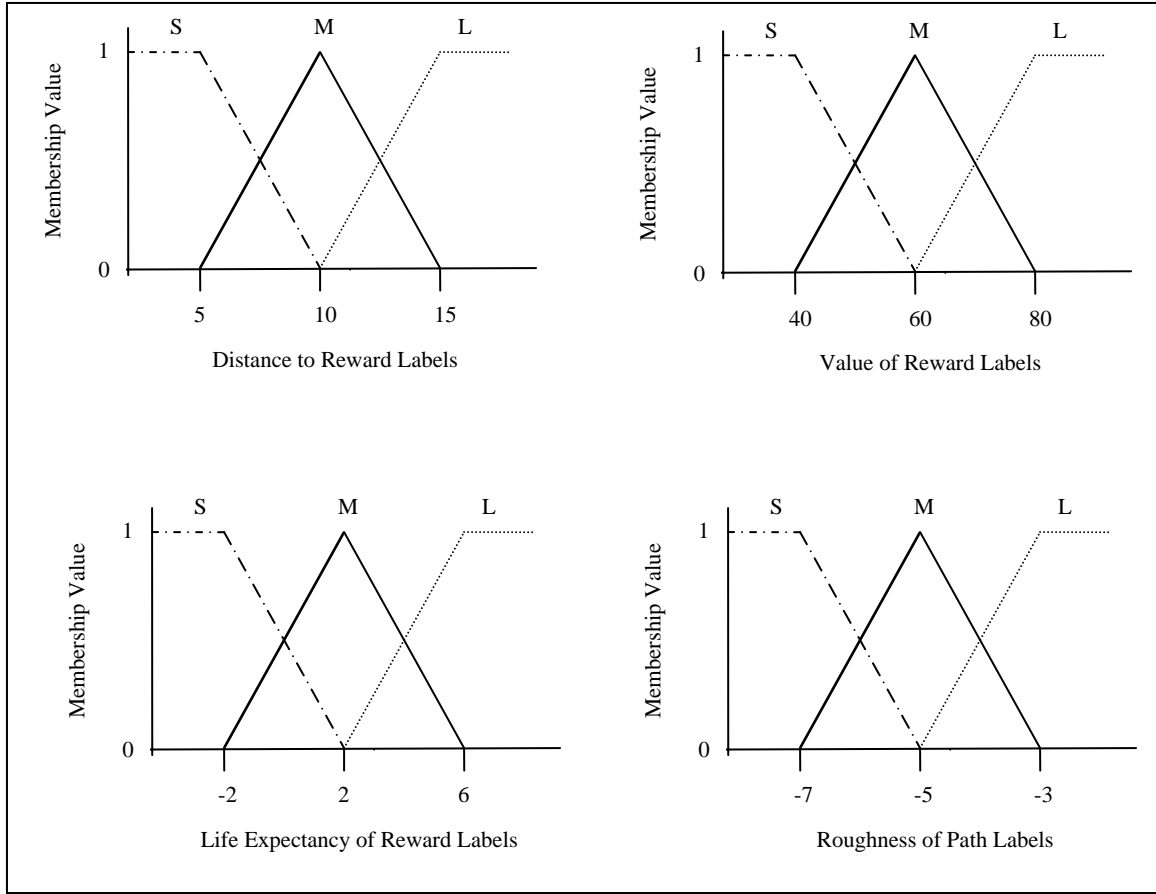 S M L
1
Membership Value
0
5 10 15
Distance to Reward Labels
S M L
1
Membership Value
0
40 60 80
Value of Reward Labels
S M L
1
Membership Value
0
-2 2 6
Life Expectancy of Reward Labels
S M L
1
Membership Value
0
-7 -5 -3
Roughness of Path Labels